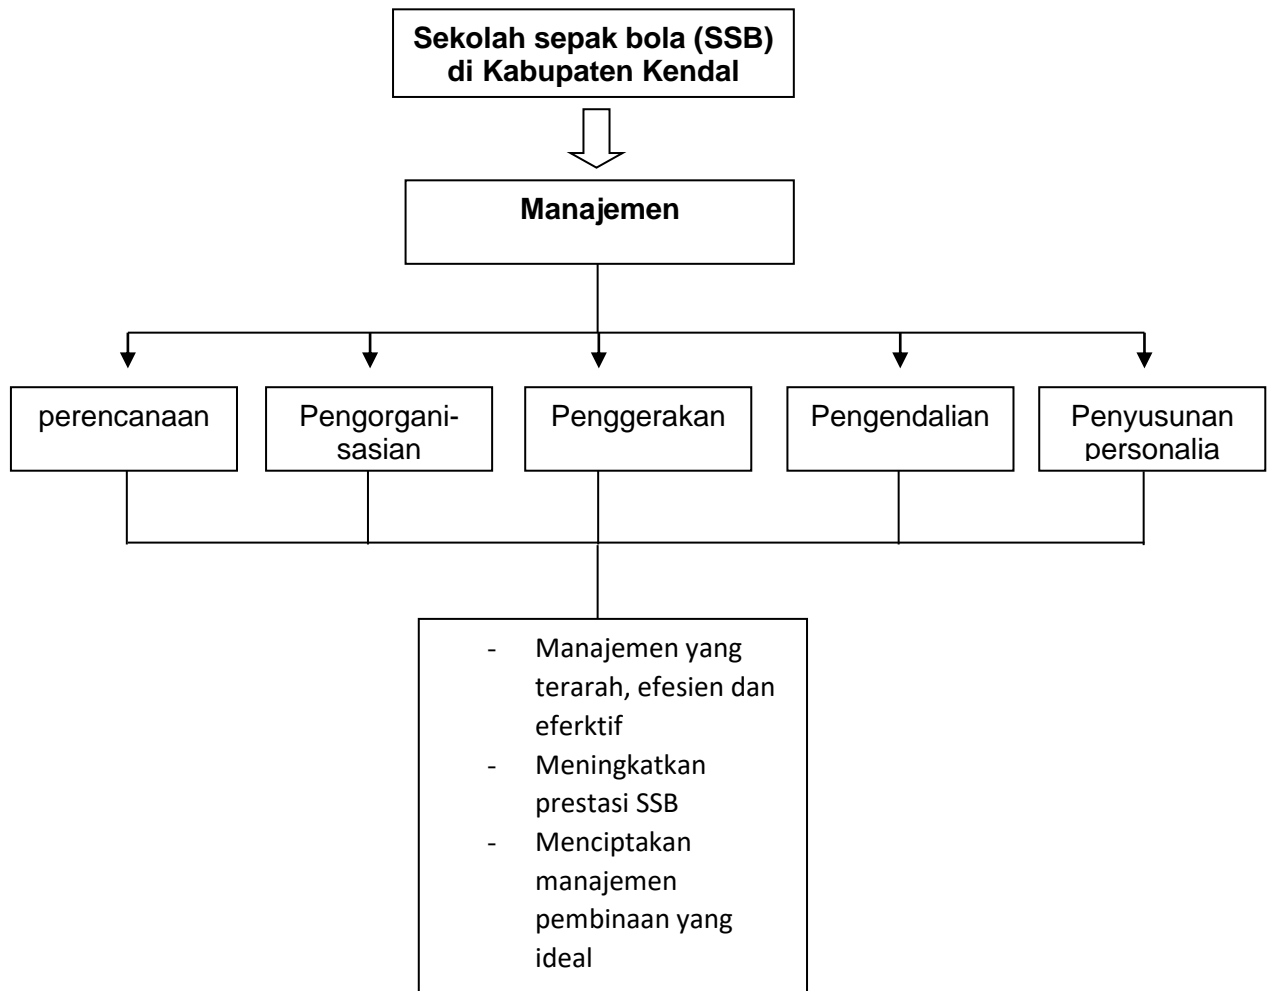 Sekolah sepak bola (SSB)
di Kabupaten Kendal
Manajemen
perencanaan
Pengorgani-
sasian
Penggerakan
Pengendalian
Penyusunan
personalia
- Manajemen yang
terarah, efesien dan
eferktif
- Meningkatkan
prestasi SSB
- Menciptakan
manajemen
pembinaan yang
ideal